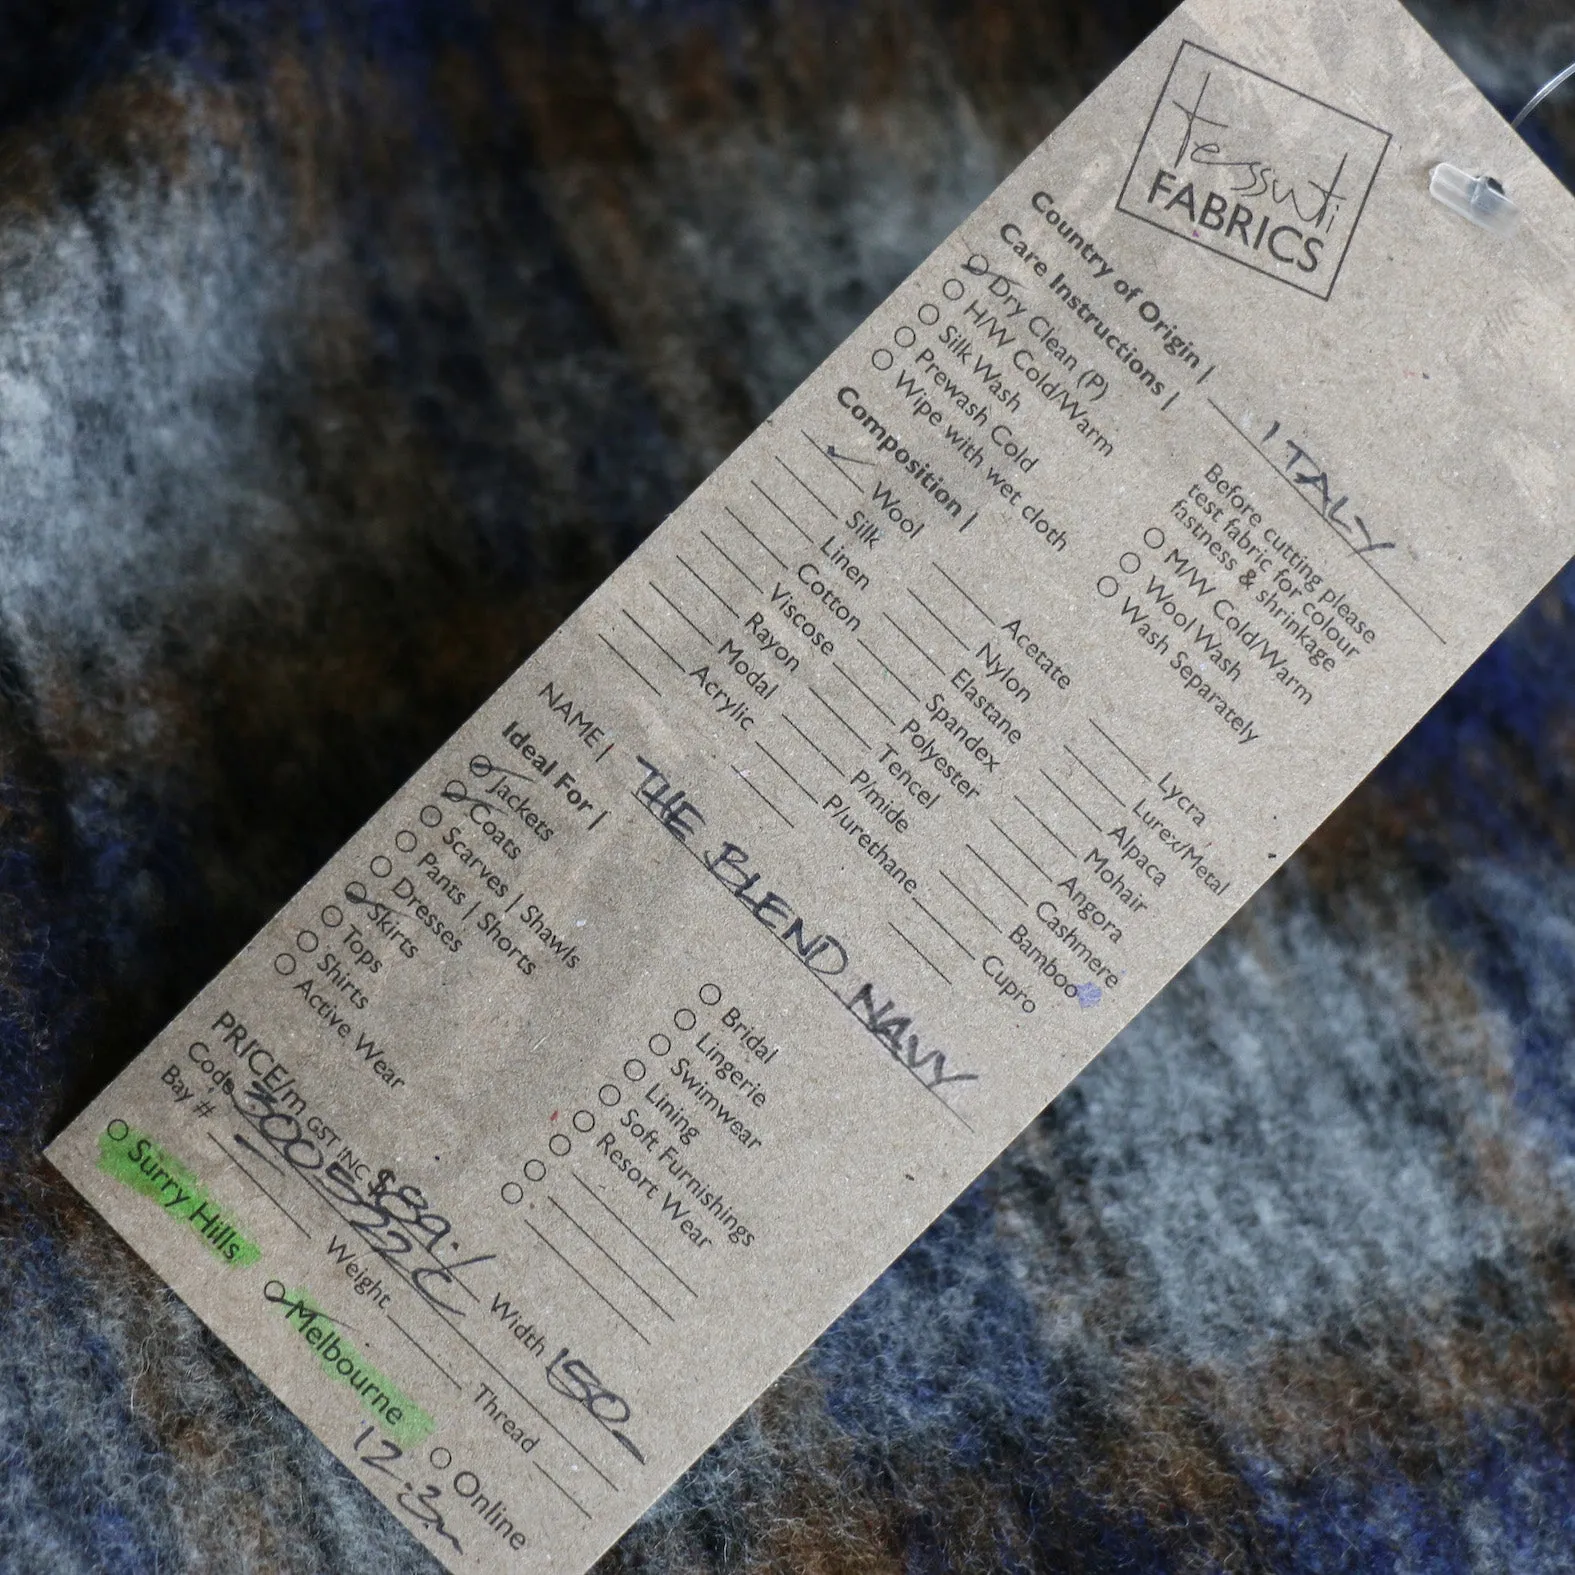 tessuti
FABRICS
Country of Origin | ITALY
Care Instructions |
Dry Clean (P)
H/W Cold/Warm
Silk Wash
Prewash Cold
Wipe with wet cloth
Before cutting please
test fabric for colour
fastness & shrinkage
M/W Cold/Warm
Wool Wash
Wash Separately
Composition |
✓ Wool
Silk
Linen
Cotton
Viscose
Rayon
Modal
Acrylic
Acetate
Nylon
Elastane
Spandex
Polyester
Tencel
P/mide
P/urethane
Lycra
Lurex/Metal
Alpaca
Mohair
Angora
Cashmere
Bamboo
Cupro
NAME | THE BLEND NAVY
Ideal For |
Jackets
Coats
Scarves | Shawls
Pants | Shorts
Dresses
Skirts
Tops
Shirts
Active Wear
Bridal
Lingerie
Swimwear
Lining
Soft Furnishings
Resort Wear
PRICE/m GST INC $89./ Width 150
Code 300522C Thread
Bay # Weight
Surry Hills Melbourne Online
12.3m